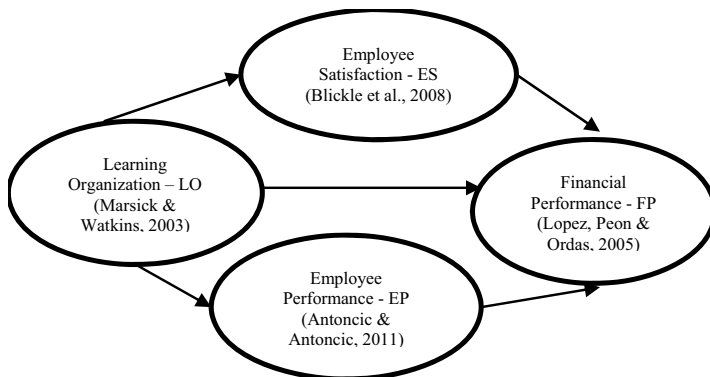 Employee
Satisfaction - ES
(Blickle et al., 2008)
Learning
Organization – LO
(Marsick &
Watkins, 2003)
Financial
Performance - FP
(Lopez, Peon &
Ordas, 2005)
Employee
Performance - EP
(Antoncic &
Antoncic, 2011)